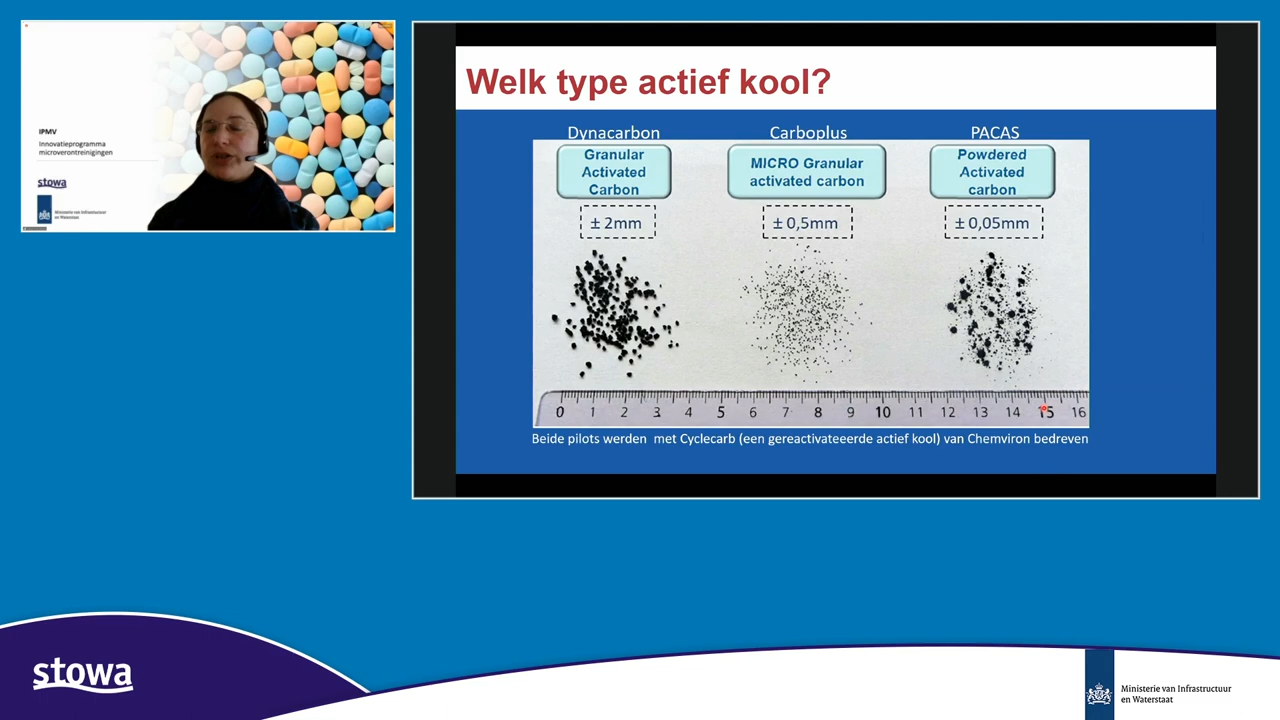 IPMV
Innovatieprogramma
microverontreinigingen
stowa
Ministerie van Infrastructuur
en Waterstaat
Welk type actief kool?
Dynacarbon Carboplus PACAS
Granular
Activated
Carbon
MICRO Granular
activated carbon
Powdered
Activated
carbon
± 2mm ± 0,5mm ± 0,05mm
0 1 2 3 4 5 6 7 8 9 10 11 12 13 14 15 16
Beide pilots werden met Cyclecarb (een gereactivateeerde actief kool) van Chemviron bedreven
stowa
Ministerie van Infrastructuur
en Waterstaat